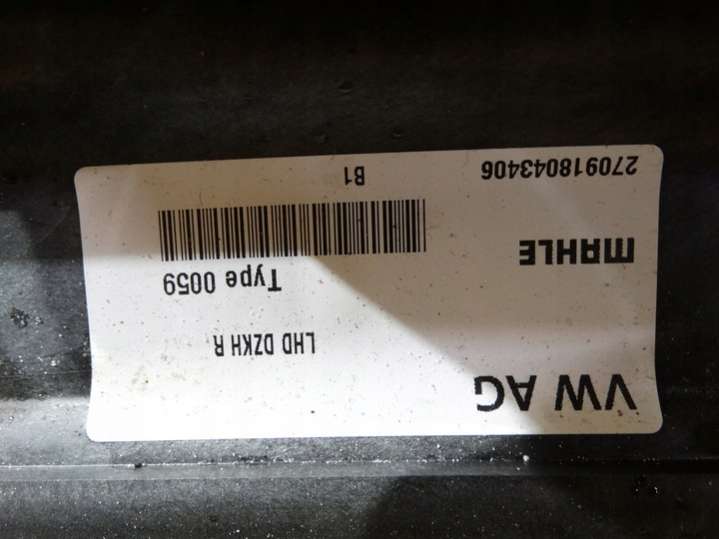 VW AG
LHD DZKH R
Type 0059
MAHLE
B1
270918043406